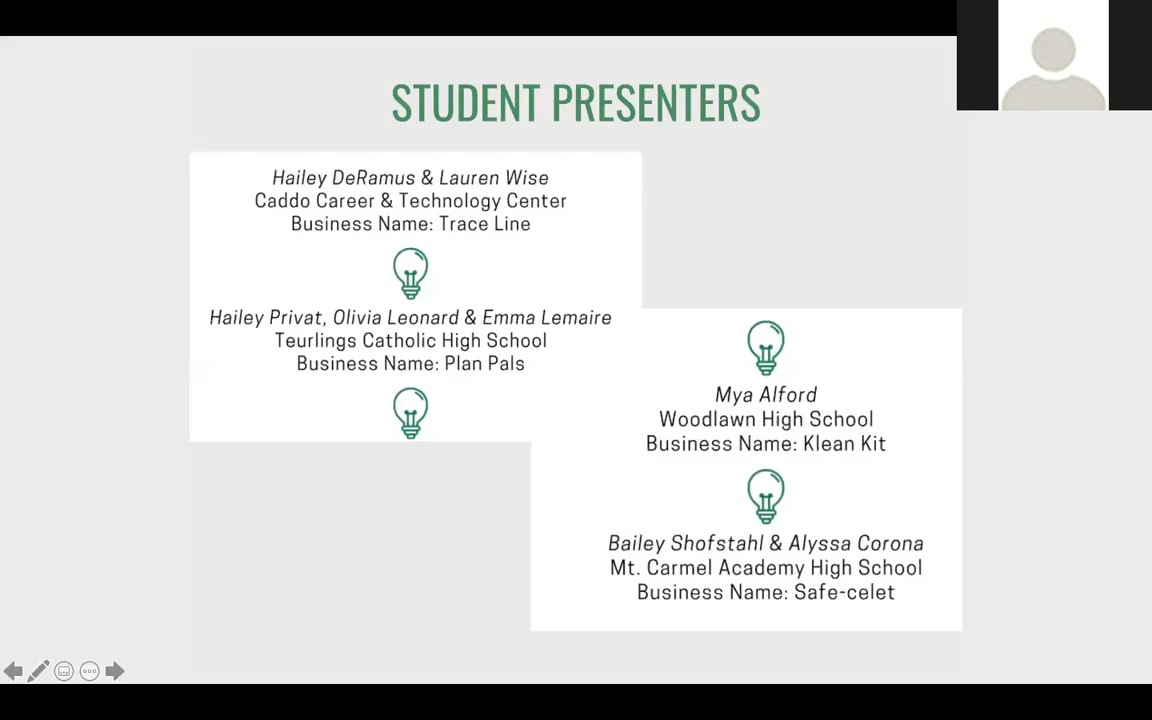 STUDENT PRESENTERS
Hailey DeRamus & Lauren Wise
Caddo Career & Technology Center
Business Name: Trace Line
Hailey Privat, Olivia Leonard & Emma Lemaire
Teurlings Catholic High School
Business Name: Plan Pals
Mya Alford
Woodlawn High School
Business Name: Klean Kit
Bailey Shofstahl & Alyssa Corona
Mt. Carmel Academy High School
Business Name: Safe-celet